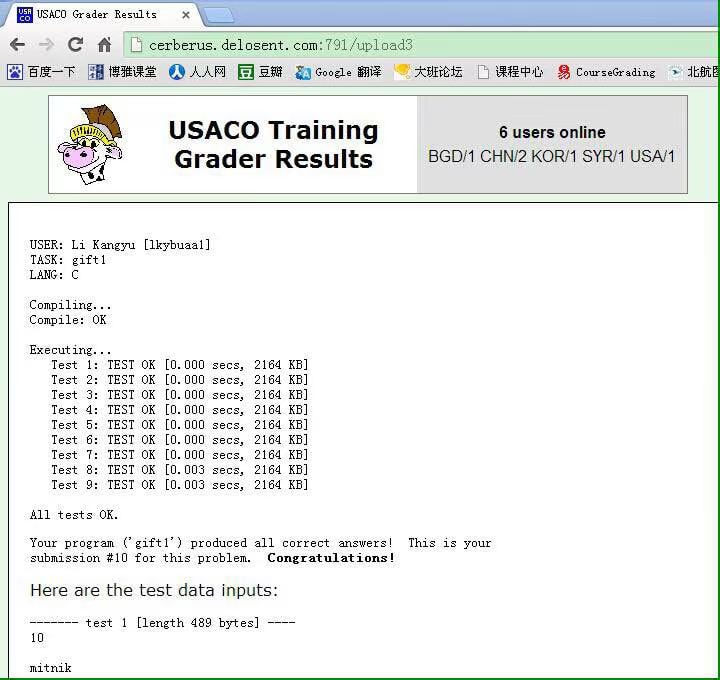 USACO Grader Results
cerberus.delosent.com:791/upload3
百度一下 博雅课堂 人人网 豆瓣 Google 翻译 大班论坛 课程中心 CourseGrading
USACO Training
Grader Results
6 users online
BGD/1 CHN/2 KOR/1 SYR/1 USA/1
USER: Li Kangyu [lkybuaa1]
TASK: gift1
LANG: C
Compiling...
Compile: OK
Executing...
Test 1: TEST OK [0.000 secs, 2164 KB]
Test 2: TEST OK [0.000 secs, 2164 KB]
Test 3: TEST OK [0.000 secs, 2164 KB]
Test 4: TEST OK [0.000 secs, 2164 KB]
Test 5: TEST OK [0.000 secs, 2164 KB]
Test 6: TEST OK [0.000 secs, 2164 KB]
Test 7: TEST OK [0.000 secs, 2164 KB]
Test 8: TEST OK [0.003 secs, 2164 KB]
Test 9: TEST OK [0.003 secs, 2164 KB]
All tests OK.
Your program ('gift1') produced all correct answers!  This is your
submission #10 for this problem.  Congratulations!
Here are the test data inputs:
------- test 1 [length 489 bytes] ----
10
mitnik